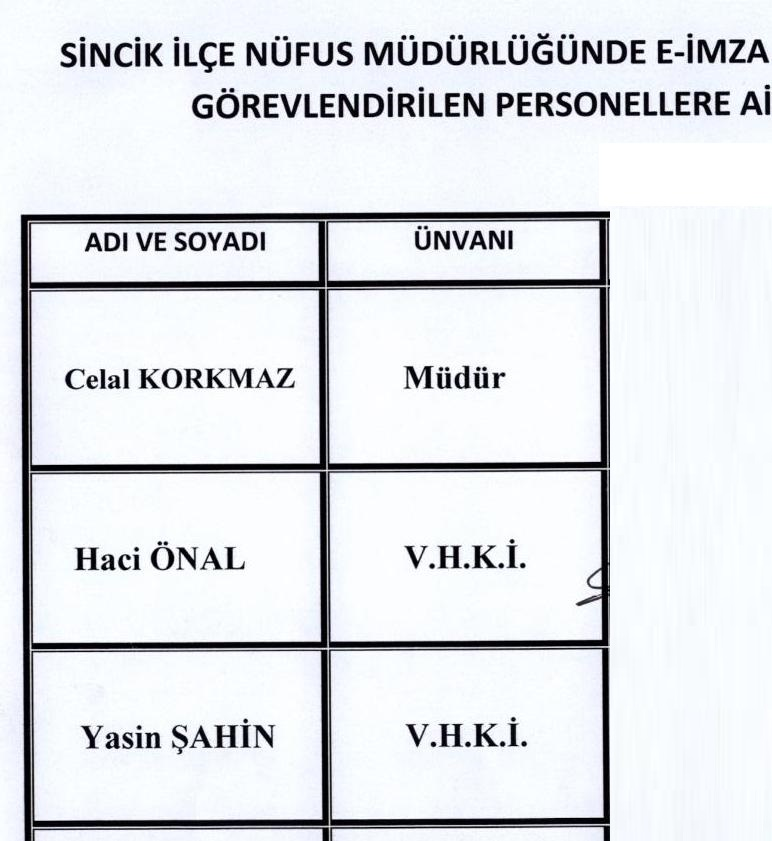 SİNCİK İLÇE NÜFUS MÜDÜRLÜĞÜNDE E-İMZA
GÖREVLENDİRİLEN PERSONELLERE Aİ
ADI VE SOYADI ÜNVANI
Celal KORKMAZ Müdür
Haci ÖNAL V.H.K.İ.
Yasin ŞAHİN V.H.K.İ.